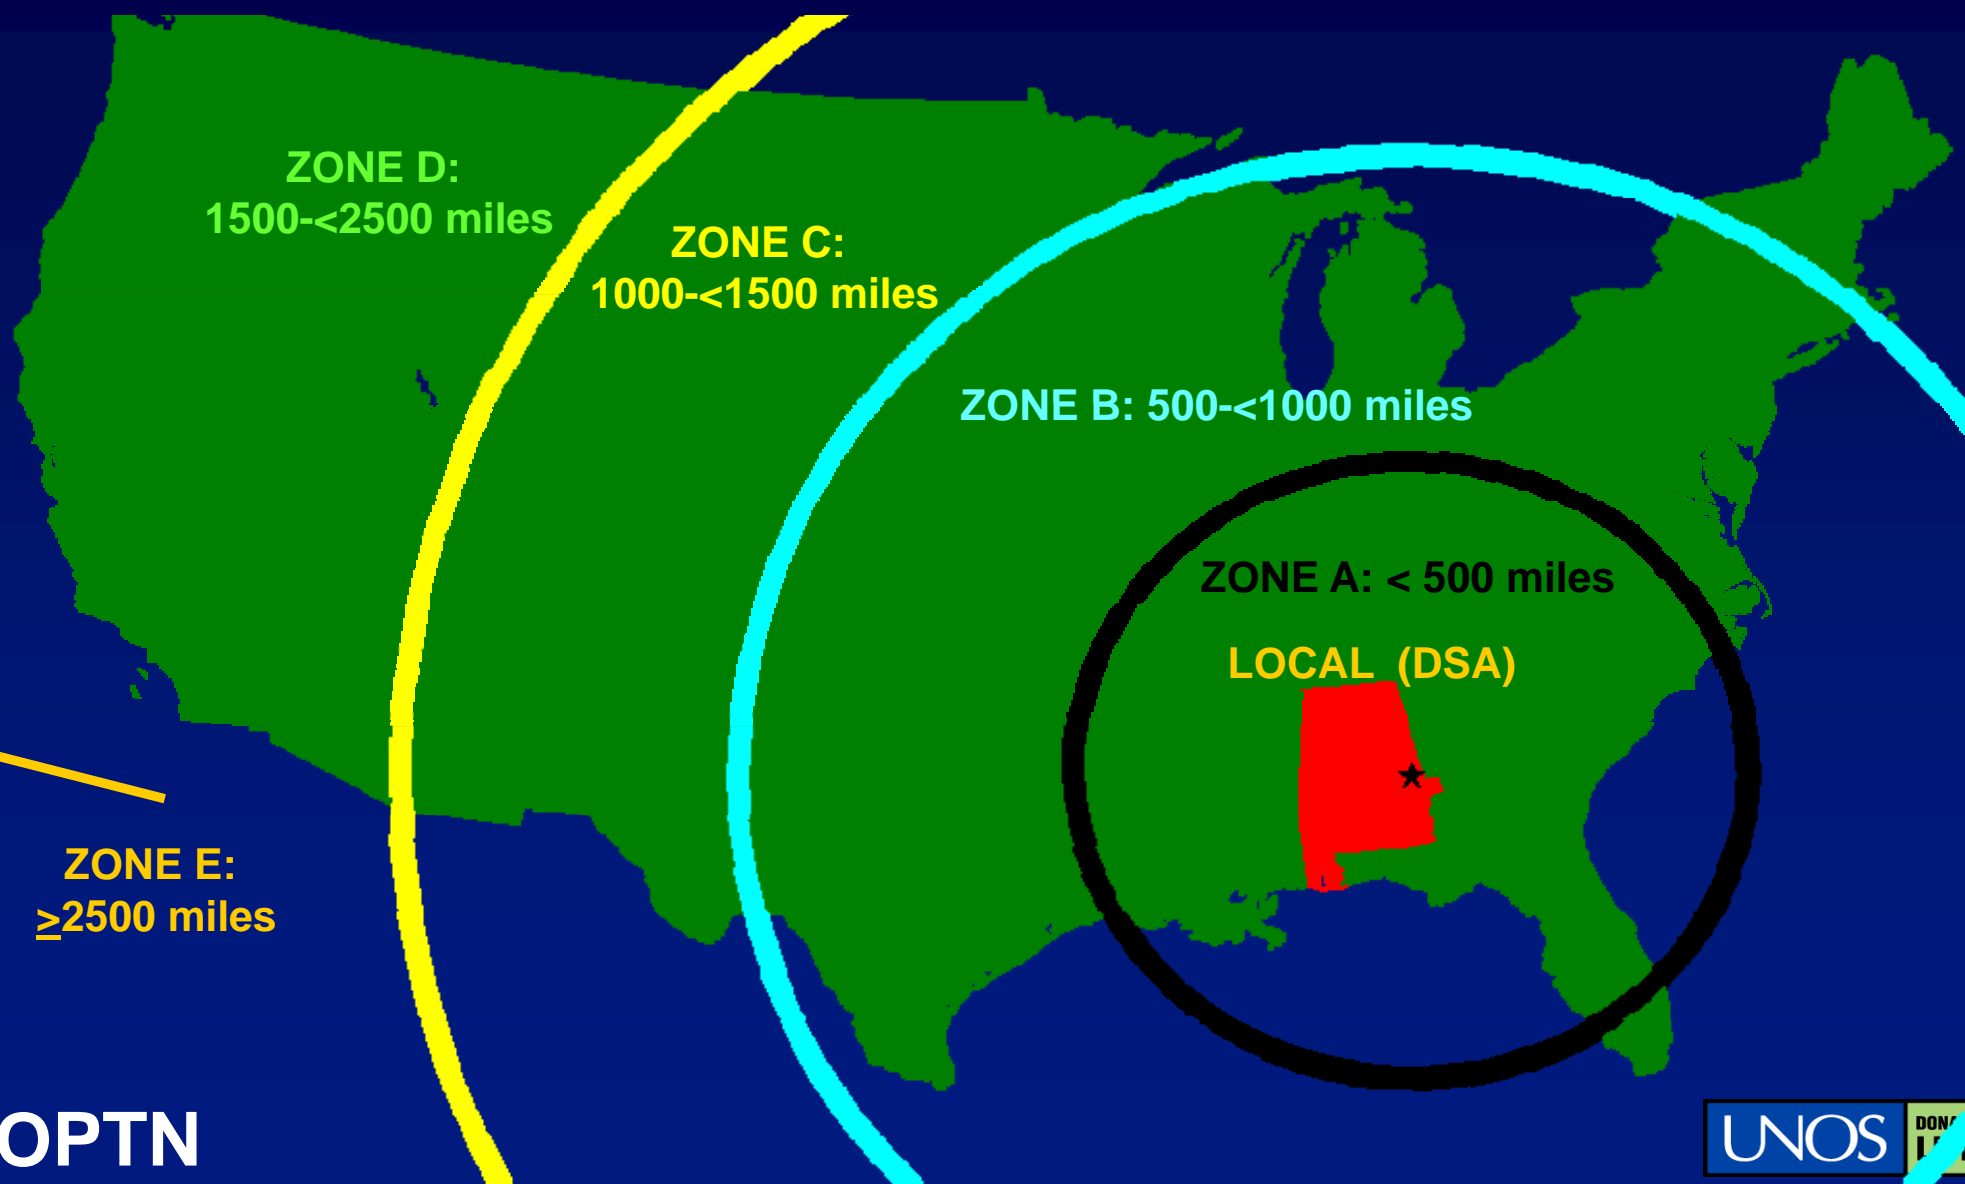 ZONE D:
1500-<2500 miles
ZONE C:
1000-<1500 miles
ZONE B: 500-<1000 miles
ZONE A: < 500 miles
LOCAL (DSA)
ZONE E:
≥2500 miles
OPTN
UNOS